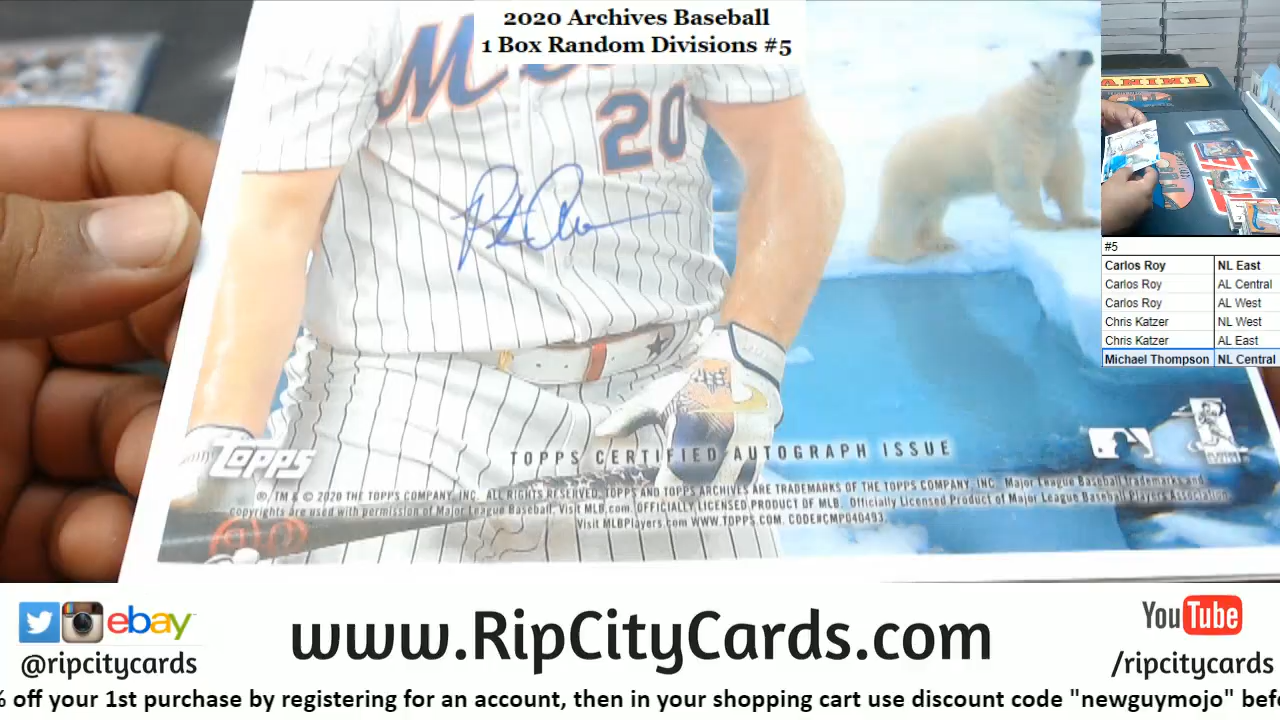 2020 Archives Baseball
1 Box Random Divisions #5
20
Topps
TOPPS CERTIFIED AUTOGRAPH ISSUE
®, TM & © 2020 THE TOPPS COMPANY, INC. ALL RIGHTS RESERVED. TOPPS AND TOPPS ARCHIVES ARE TRADEMARKS OF THE TOPPS COMPANY, INC. Major League Baseball trademarks and
copyrights are used with permission of Major League Baseball. Visit MLB.com. OFFICIALLY LICENSED PRODUCT OF MLB. Officially Licensed Product of Major League Baseball Players Association.
Visit MLBPlayers.com WWW.TOPPS.COM. CODE#CMP040493.
PANINI
#5
Carlos Roy NL East
Carlos Roy AL Central
Carlos Roy AL West
Chris Katzer NL West
Chris Katzer AL East
Michael Thompson NL Central
ebay
@ripcitycards
www.RipCityCards.com
YouTube
/ripcitycards
% off your 1st purchase by registering for an account, then in your shopping cart use discount code "newguymojo" befo